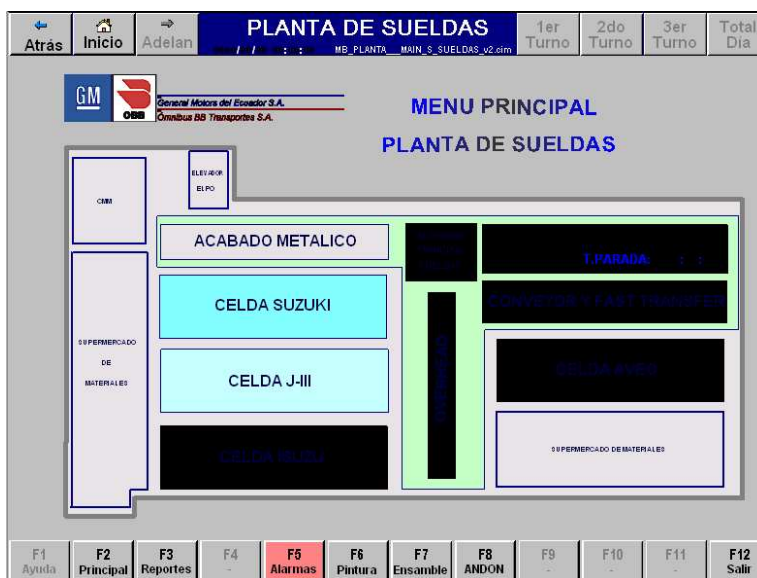 Atrás
Inicio
Adelan
PLANTA DE SUELDAS
MB_PLANTA___MAIN_S_SUELDAS_v2.cim
1er
Turno
2do
Turno
3er
Turno
Total
Dia
GM
OBB
General Motors del Ecuador S.A.
Ómnibus BB Transportes S.A.
MENU PRINCIPAL
PLANTA DE SUELDAS
CMM
ELEVADOR
ELPO
ACABADO METALICO
T.PARADA: : :
CELDA SUZUKI
CONVEYOR Y FAST TRANSFER
SUPERMERCADO
DE
MATERIALES
OVERHEAD
CELDA J-III
CELDA AVEO
CELDA ISUZU
SUPERMERCADO DE MATERIALES
F1
Ayuda
F2
Principal
F3
Reportes
F4
-
F5
Alarmas
F6
Pintura
F7
Ensamble
F8
ANDON
F9
-
F10
-
F11
-
F12
Salir